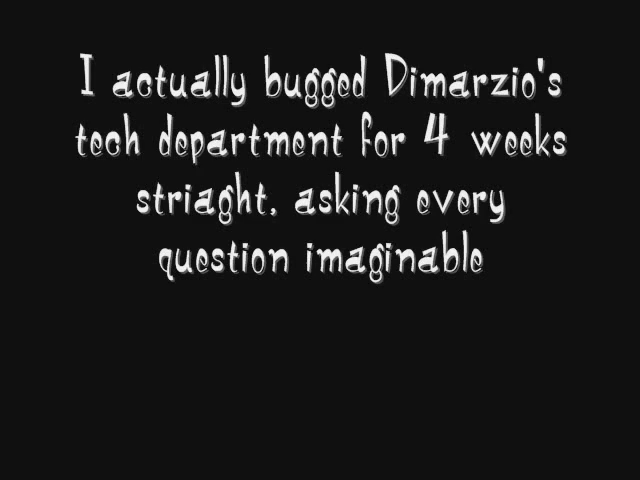 I actually bugged Dimarzio's
tech department for 4 weeks
striaght, asking every
question imaginable